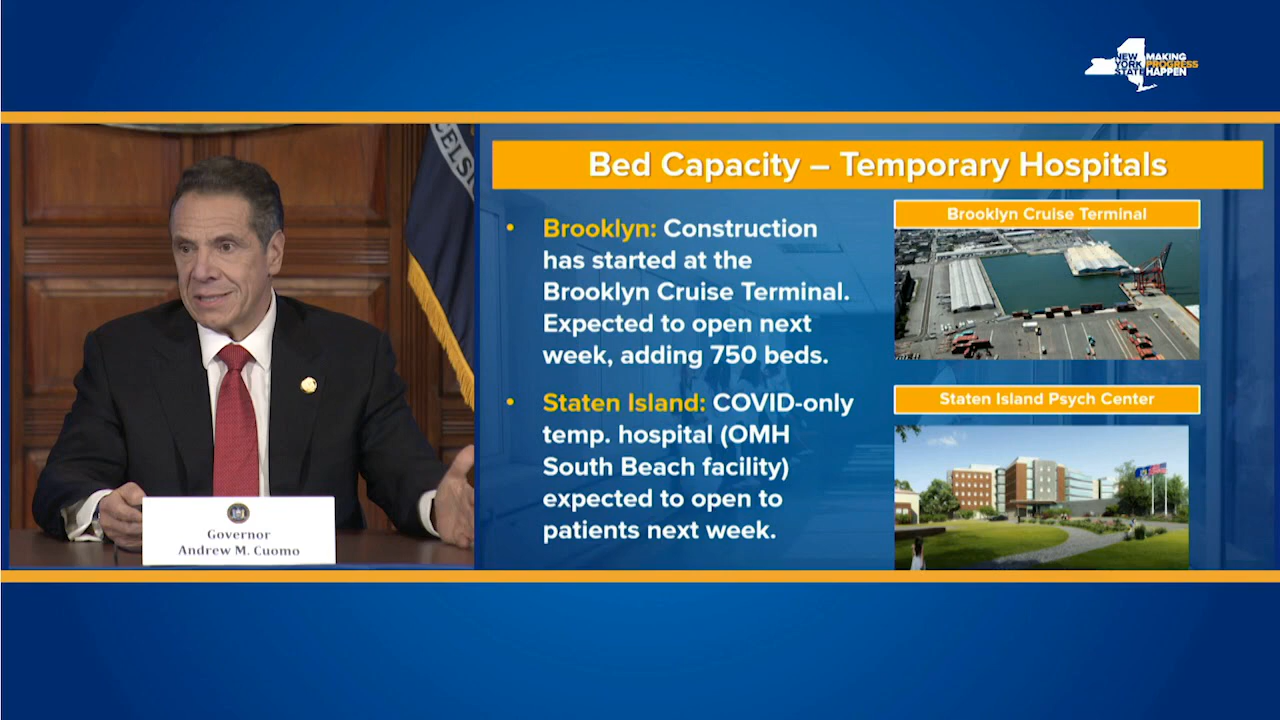 NEW
YORK
STATE
MAKING
PROGRESS
HAPPEN
CELS
Bed Capacity – Temporary Hospitals
• Brooklyn: Construction
has started at the
Brooklyn Cruise Terminal.
Expected to open next
week, adding 750 beds.
• Staten Island: COVID-only
temp. hospital (OMH
South Beach facility)
expected to open to
patients next week.
Brooklyn Cruise Terminal
Staten Island Psych Center
Governor
Andrew M. Cuomo